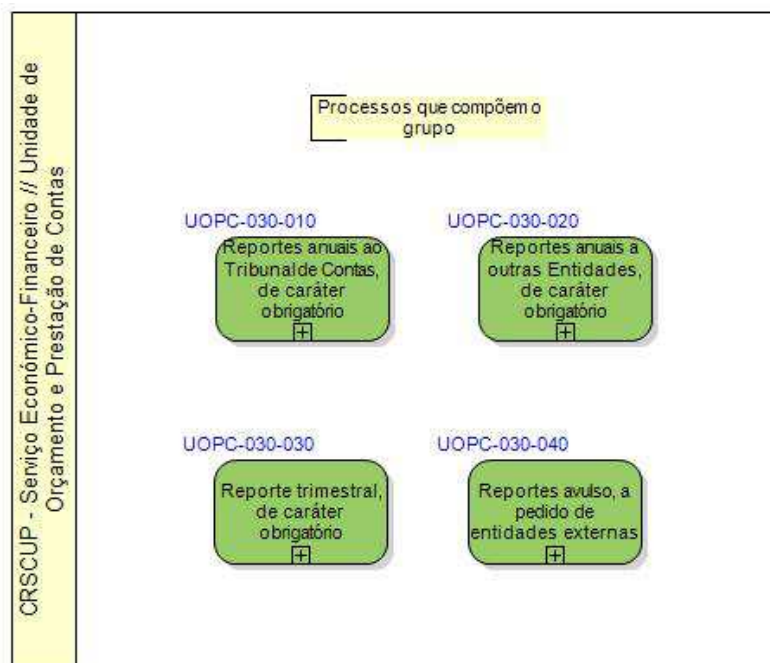 CRSCUP - Serviço Económico-Financeiro // Unidade de
Orçamento e Prestação de Contas
Processos que compõem o
grupo
UOPC-030-010
Reportes anuais ao
Tribunal de Contas,
de caráter
obrigatório
UOPC-030-020
Reportes anuais a
outras Entidades,
de caráter
obrigatório
UOPC-030-030
Reporte trimestral,
de caráter
obrigatório
UOPC-030-040
Reportes avulso, a
pedido de
entidades externas